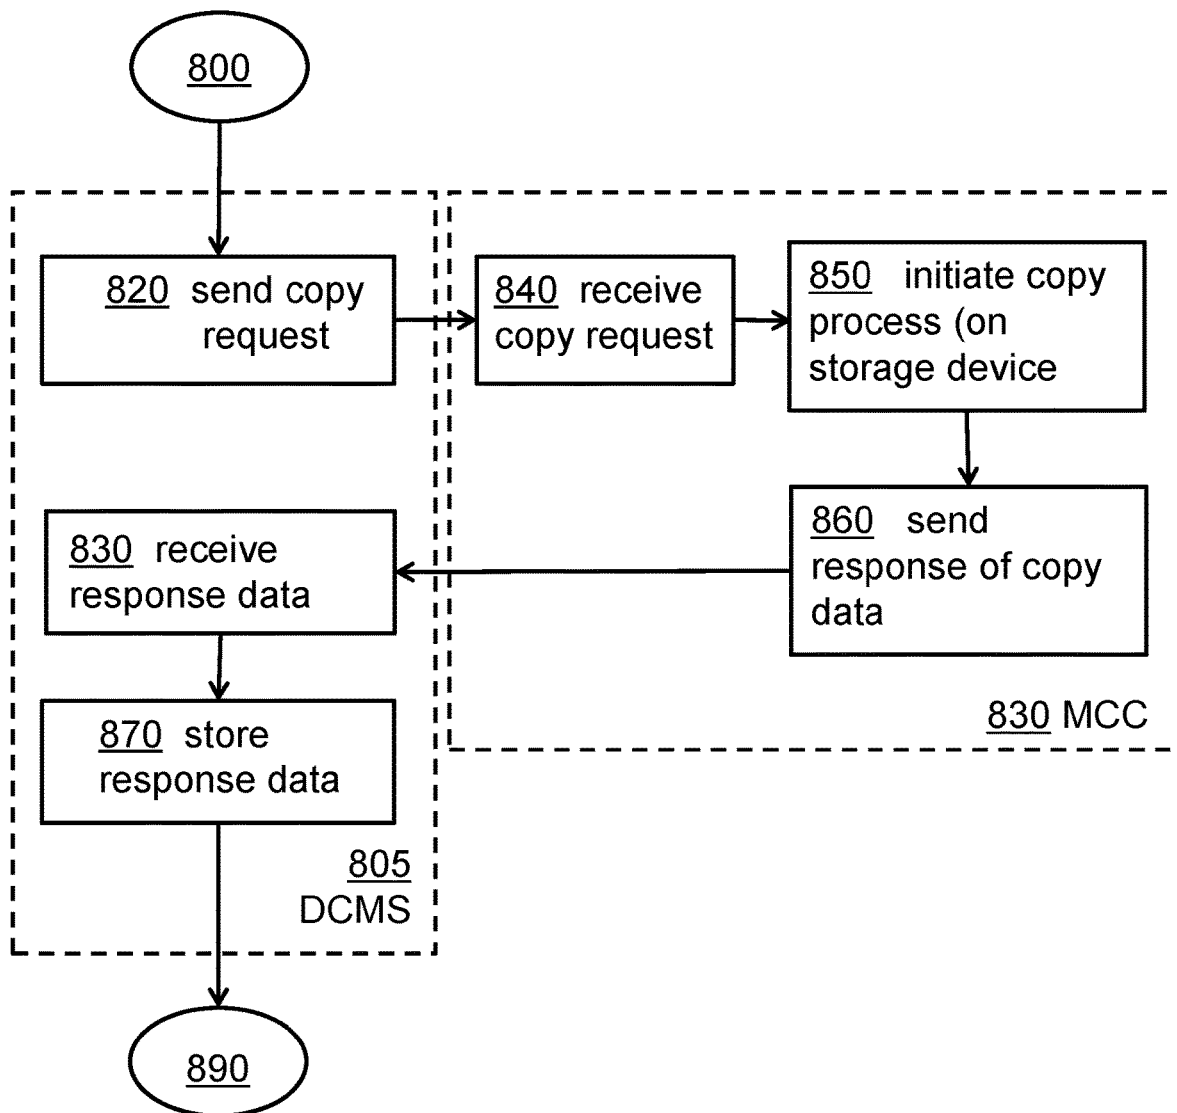 800
820 send copy
request
840 receive
copy request
850 initiate copy
process (on
storage device
860 send
response of copy
data
830 receive
response data
830 MCC
870 store
response data
805
DCMS
890